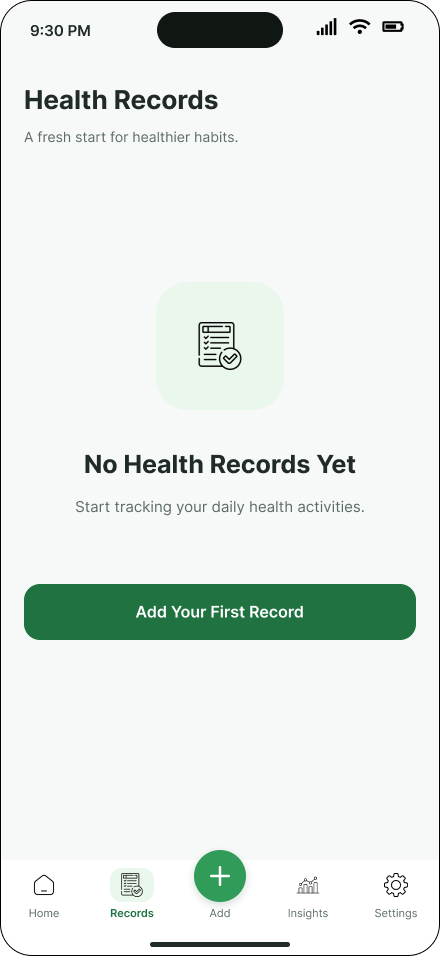 9:30 PM
Health Records
A fresh start for healthier habits.
No Health Records Yet
Start tracking your daily health activities.
Add Your First Record
Home
Records
Add
Insights
Settings